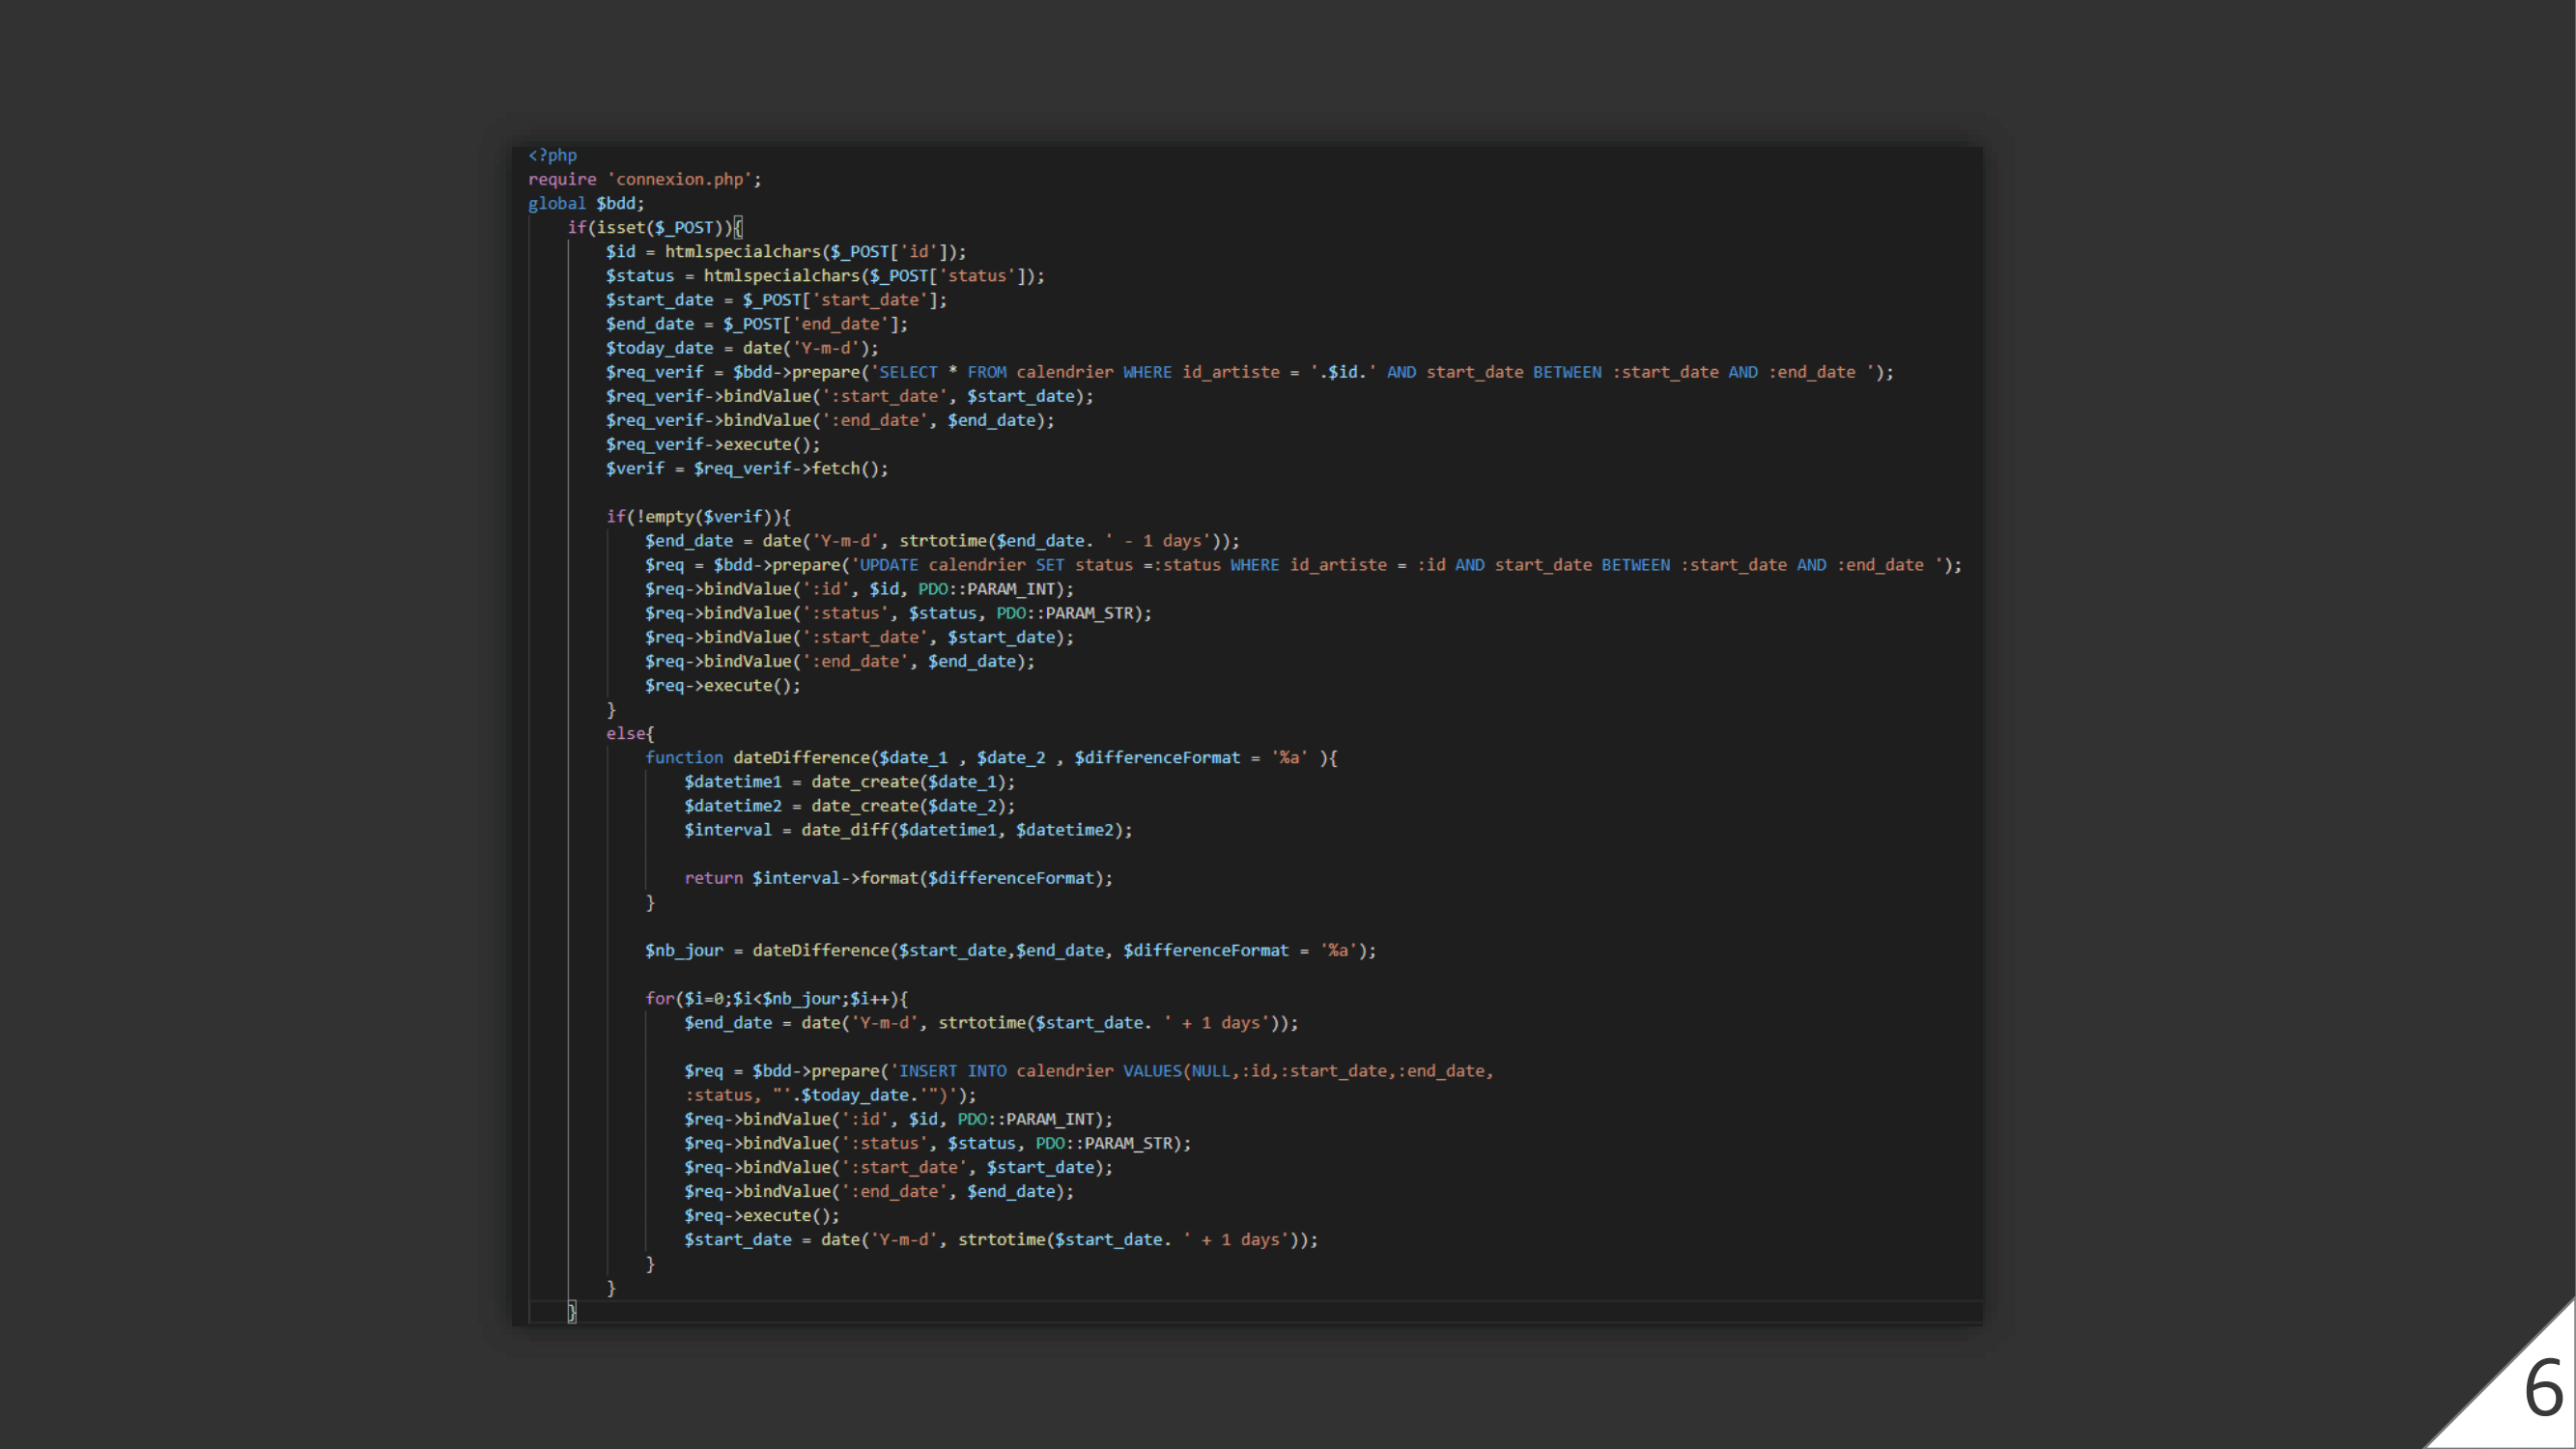 <?php
require 'connexion.php';
global $bdd;
    if(isset($_POST)){
        $id = htmlspecialchars($_POST['id']);
        $status = htmlspecialchars($_POST['status']);
        $start_date = $_POST['start_date'];
        $end_date = $_POST['end_date'];
        $today_date = date('Y-m-d');
        $req_verif = $bdd->prepare('SELECT * FROM calendrier WHERE id_artiste = '.$id.' AND start_date BETWEEN :start_date AND :end_date ');
        $req_verif->bindValue(':start_date', $start_date);
        $req_verif->bindValue(':end_date', $end_date);
        $req_verif->execute();
        $verif = $req_verif->fetch();

        if(!empty($verif)){
            $end_date = date('Y-m-d', strtotime($end_date. ' - 1 days'));
            $req = $bdd->prepare('UPDATE calendrier SET status =:status WHERE id_artiste = :id AND start_date BETWEEN :start_date AND :end_date ');
            $req->bindValue(':id', $id, PDO::PARAM_INT);
            $req->bindValue(':status', $status, PDO::PARAM_STR);
            $req->bindValue(':start_date', $start_date);
            $req->bindValue(':end_date', $end_date);
            $req->execute();
        }
        else{
            function dateDifference($date_1 , $date_2 , $differenceFormat = '%a' ){
                $datetime1 = date_create($date_1);
                $datetime2 = date_create($date_2);
                $interval = date_diff($datetime1, $datetime2);

                return $interval->format($differenceFormat);
            }

            $nb_jour = dateDifference($start_date,$end_date, $differenceFormat = '%a');

            for($i=0;$i<$nb_jour;$i++){
                $end_date = date('Y-m-d', strtotime($start_date. ' + 1 days'));

                $req = $bdd->prepare('INSERT INTO calendrier VALUES(NULL,:id,:start_date,:end_date,
                :status, "'.$today_date.'")');
                $req->bindValue(':id', $id, PDO::PARAM_INT);
                $req->bindValue(':status', $status, PDO::PARAM_STR);
                $req->bindValue(':start_date', $start_date);
                $req->bindValue(':end_date', $end_date);
                $req->execute();
                $start_date = date('Y-m-d', strtotime($start_date. ' + 1 days'));
            }
        }
    }
6